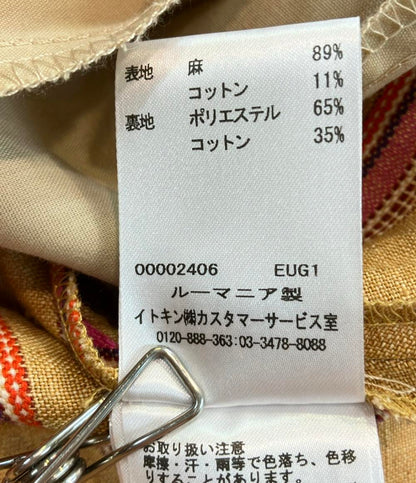 表地 麻 89%
コットン 11%
裏地 ポリエステル 65%
コットン 35%
00002406 EUG1
ルーマニア製
イトキン㈱カスタマーサービス室
0120-888-363:03-3478-8088
お取り扱い注意
摩擦・汗・雨等で色落ち、色移
りすることがあります。